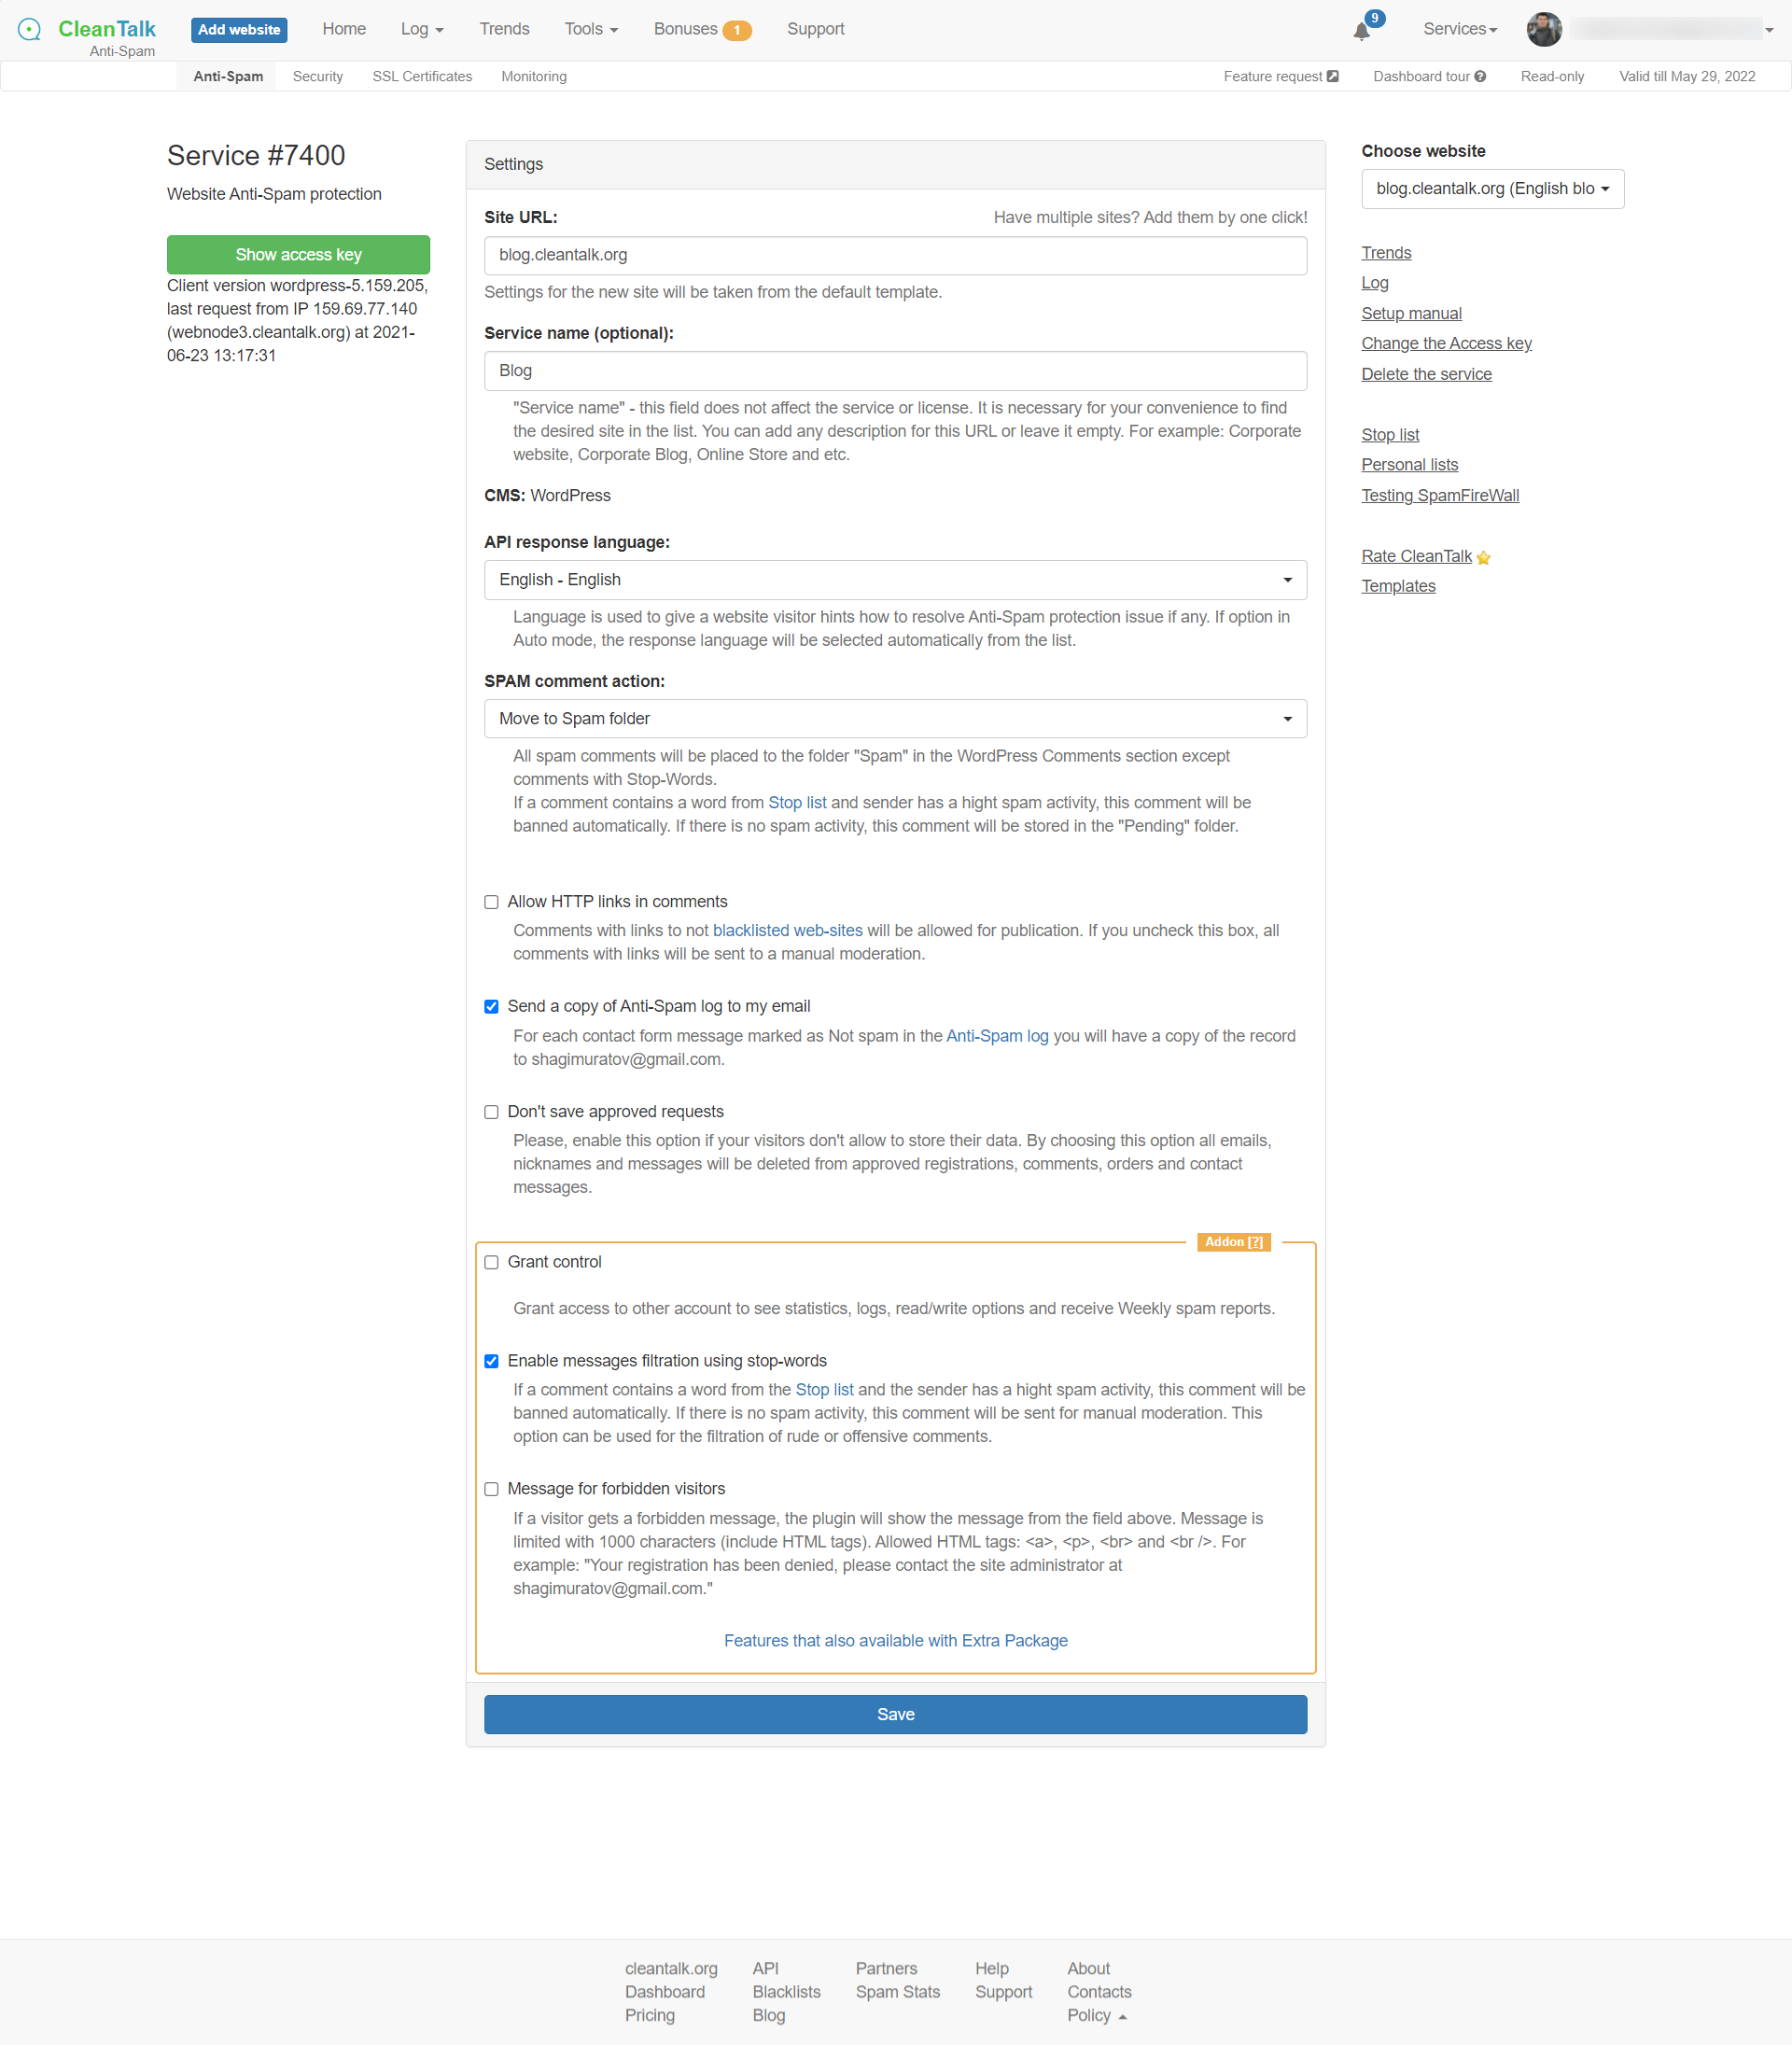 CleanTalk
Anti-Spam
Add website
Home
Log
Trends
Tools
Bonuses 1
Support
9
Services
Anti-Spam
Security
SSL Certificates
Monitoring
Feature request
Dashboard tour
Read-only
Valid till May 29, 2022
Service #7400
Website Anti-Spam protection
Show access key
Client version wordpress-5.159.205,
last request from IP 159.69.77.140
(webnode3.cleantalk.org) at 2021-
06-23 13:17:31
Settings
Site URL:
Have multiple sites? Add them by one click!
blog.cleantalk.org
Settings for the new site will be taken from the default template.
Service name (optional):
Blog
"Service name" - this field does not affect the service or license. It is necessary for your convenience to find
the desired site in the list. You can add any description for this URL or leave it empty. For example: Corporate
website, Corporate Blog, Online Store and etc.
CMS: WordPress
API response language:
English - English
Language is used to give a website visitor hints how to resolve Anti-Spam protection issue if any. If option in
Auto mode, the response language will be selected automatically from the list.
SPAM comment action:
Move to Spam folder
All spam comments will be placed to the folder "Spam" in the WordPress Comments section except
comments with Stop-Words.
If a comment contains a word from Stop list and sender has a hight spam activity, this comment will be
banned automatically. If there is no spam activity, this comment will be stored in the "Pending" folder.
Allow HTTP links in comments
Comments with links to not blacklisted web-sites will be allowed for publication. If you uncheck this box, all
comments with links will be sent to a manual moderation.
Send a copy of Anti-Spam log to my email
For each contact form message marked as Not spam in the Anti-Spam log you will have a copy of the record
to shagimuratov@gmail.com.
Don't save approved requests
Please, enable this option if your visitors don't allow to store their data. By choosing this option all emails,
nicknames and messages will be deleted from approved registrations, comments, orders and contact
messages.
Addon [?]
Grant control
Grant access to other account to see statistics, logs, read/write options and receive Weekly spam reports.
Enable messages filtration using stop-words
If a comment contains a word from the Stop list and the sender has a hight spam activity, this comment will be
banned automatically. If there is no spam activity, this comment will be sent for manual moderation. This
option can be used for the filtration of rude or offensive comments.
Message for forbidden visitors
If a visitor gets a forbidden message, the plugin will show the message from the field above. Message is
limited with 1000 characters (include HTML tags). Allowed HTML tags: <a>, <p>, <br> and <br />. For
example: "Your registration has been denied, please contact the site administrator at
shagimuratov@gmail.com."
Features that also available with Extra Package
Save
Choose website
blog.cleantalk.org (English blo
Trends
Log
Setup manual
Change the Access key
Delete the service
Stop list
Personal lists
Testing SpamFireWall
Rate CleanTalk
Templates
cleantalk.org
Dashboard
Pricing
API
Blacklists
Blog
Partners
Spam Stats
Help
Support
About
Contacts
Policy